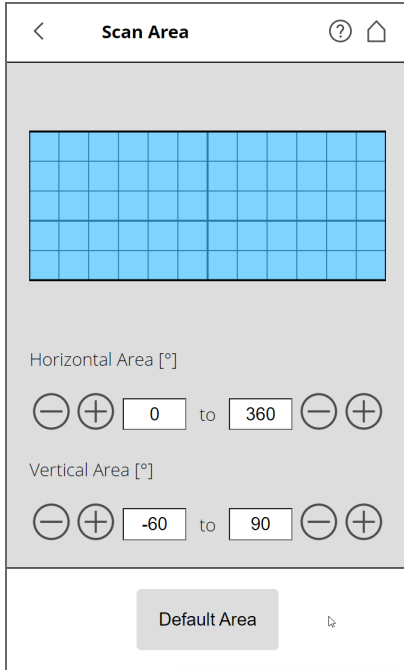 Scan Area
?
Horizontal Area [°]
0 to 360
Vertical Area [°]
-60 to 90
Default Area